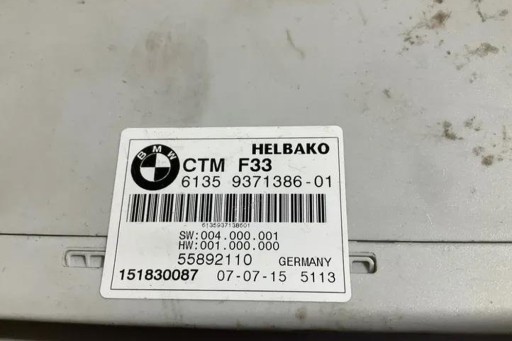 BMW
HELBAKO
CTM F33
6135 9371386-01
6135937138601
SW:004.000.001
HW:001.000.000
55892110 GERMANY
151830087 07-07-15 5113